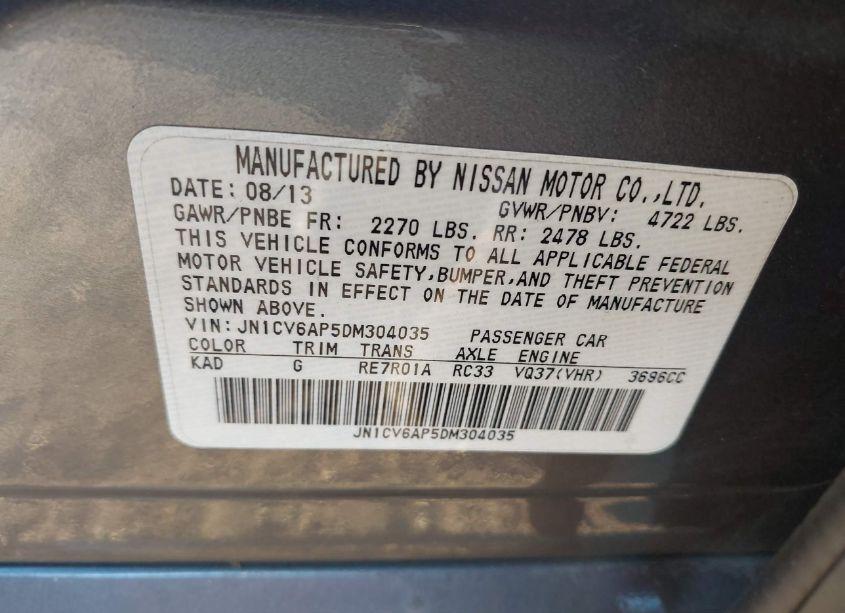 MANUFACTURED BY NISSAN MOTOR CO.,LTD.
DATE: 08/13 GVWR/PNBV: 4722 LBS.
GAWR/PNBE FR: 2270 LBS. RR: 2478 LBS.
THIS VEHICLE CONFORMS TO ALL APPLICABLE FEDERAL
MOTOR VEHICLE SAFETY,BUMPER,AND THEFT PREVENTION
STANDARDS IN EFFECT ON THE DATE OF MANUFACTURE
SHOWN ABOVE.
VIN:JN1CV6AP5DM304035 PASSENGER CAR
COLOR TRIM TRANS AXLE ENGINE
KAD G RE7R01A RC33 VQ37(VHR) 3696CC
JN1CV6AP5DM304035